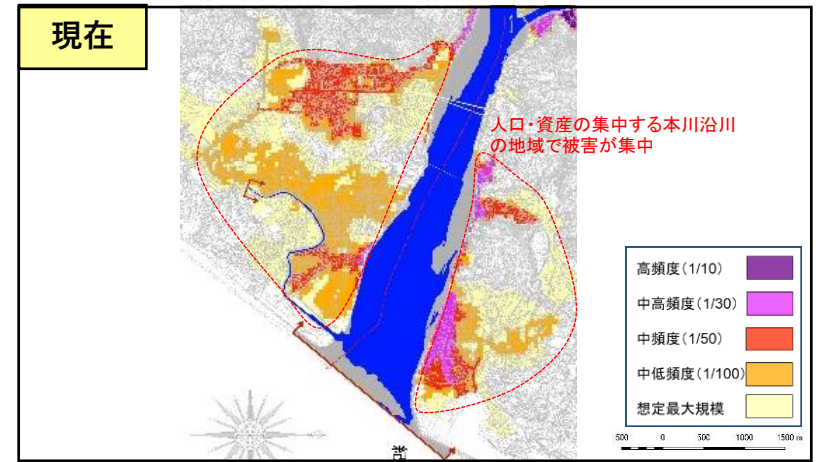 現在
人口・資産の集中する本川沿川
の地域で被害が集中
高頻度(1/10)
中高頻度(1/30)
中頻度(1/50)
中低頻度(1/100)
想定最大規模
500 0 500 1000 1500 m